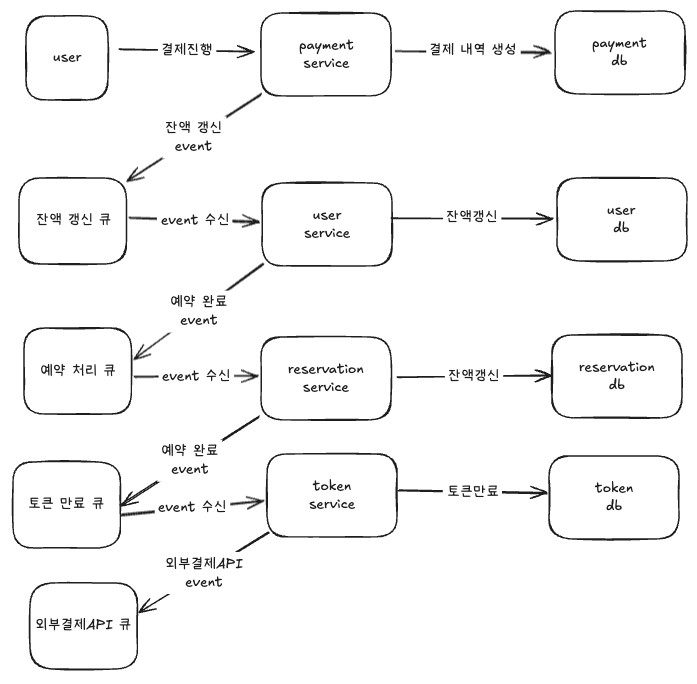 user
결제진행
payment
service
결제 내역 생성
payment
db
잔액 갱신
event
잔액 갱신 큐
event 수신
user
service
잔액갱신
user
db
예약 완료
event
예약 처리 큐
event 수신
reservation
service
잔액갱신
reservation
db
예약 완료
event
토큰 만료 큐
event 수신
token
service
토큰만료
token
db
외부결제API
event
외부결제API 큐